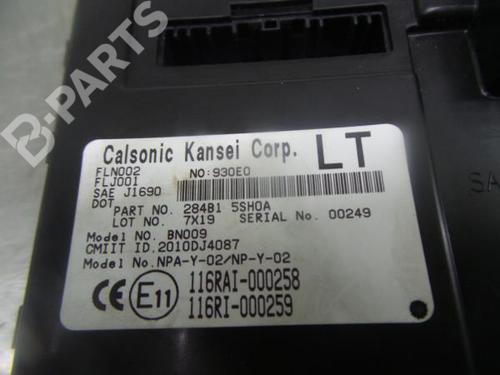 Calsonic Kansei Corp. LT
FLN002 NO:930E0
FLJ001
SAE J1690
DOT
PART NO. 284B1 5SH0A
LOT NO. 7X19 SERIAL NO. 00249
Model NO. BN009
CMIIT ID.2010DJ4087
Model No.NPA-Y-02/NP-Y-02
CE E11 116RAI-000258
116RI-000259
SA
B-PARTS